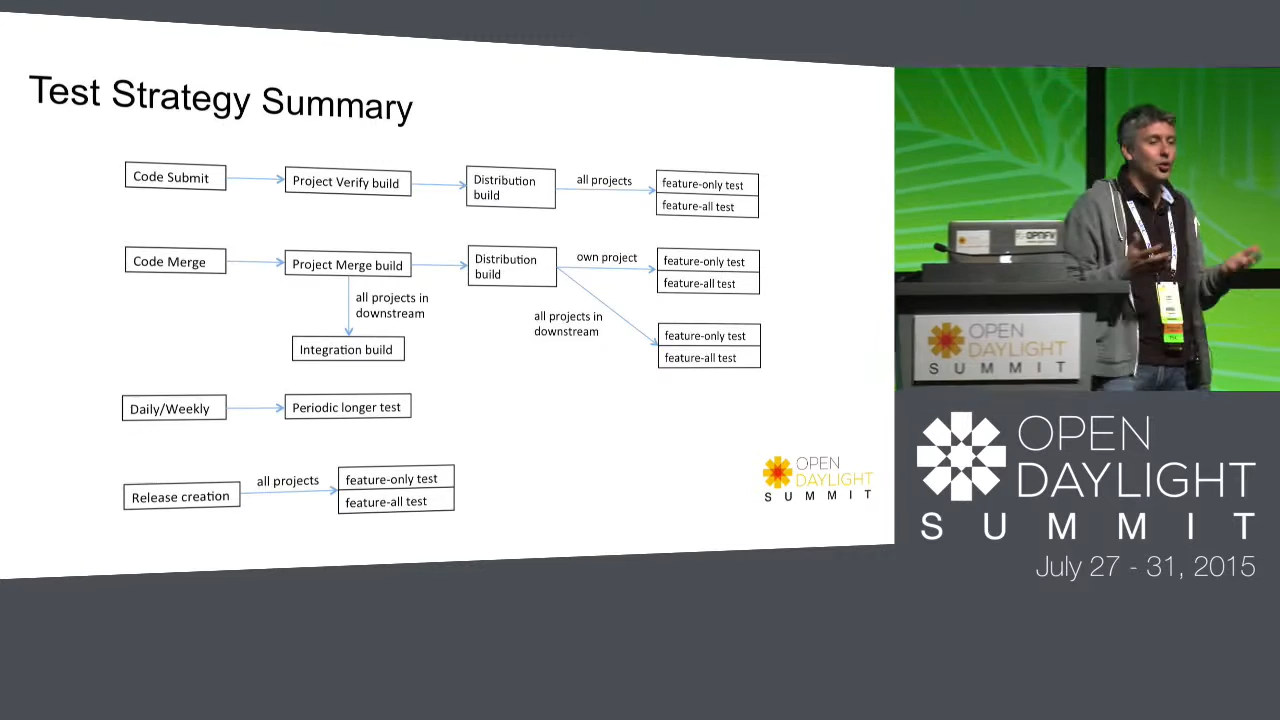 Test Strategy Summary
Code Submit
Project Verify build
Distribution
build
all projects
feature-only test
feature-all test
Code Merge
Project Merge build
Distribution
build
own project
feature-only test
feature-all test
all projects in
downstream
all projects in
downstream
feature-only test
feature-all test
Integration build
Daily/Weekly
Periodic longer test
Release creation
all projects
feature-only test
feature-all test
OPEN
DAYLIGHT
SUMMIT
OPNFV
OPEN
DAYLIGHT
SUMMIT
OPEN
DAYLIGHT
SUMMIT
July 27 - 31, 2015